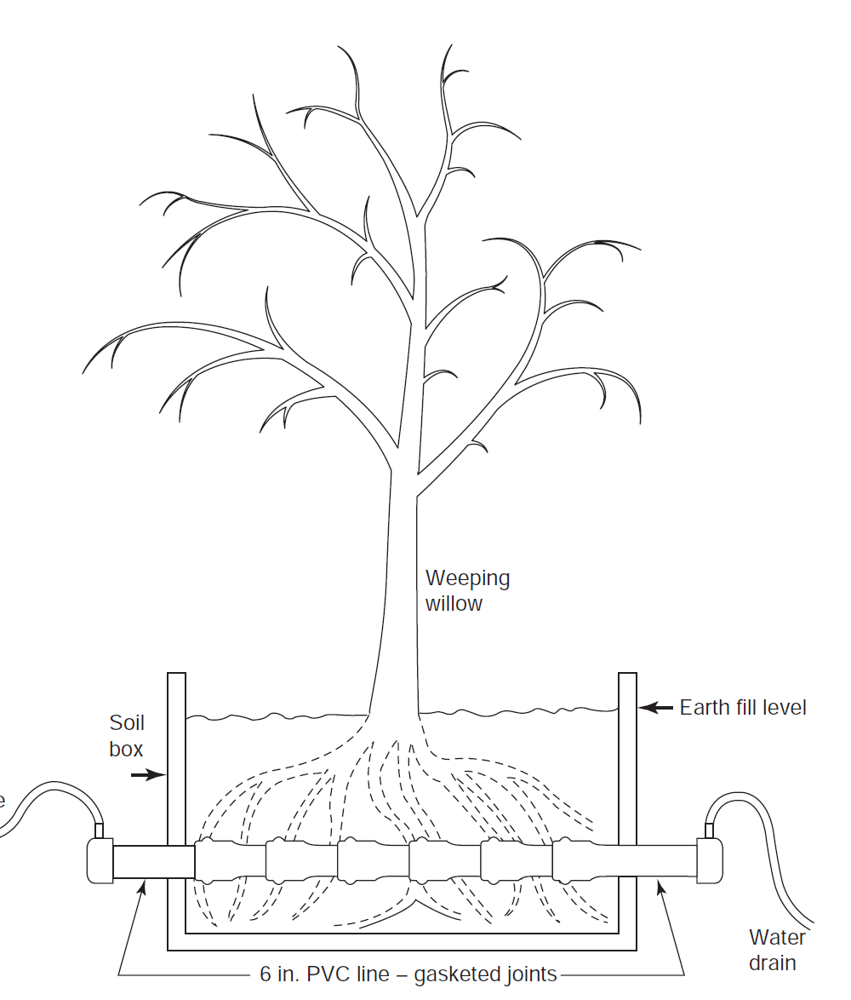 Weeping
willow
Earth fill level
Soil
box
e
Water
drain
6 in. PVC line – gasketed joints